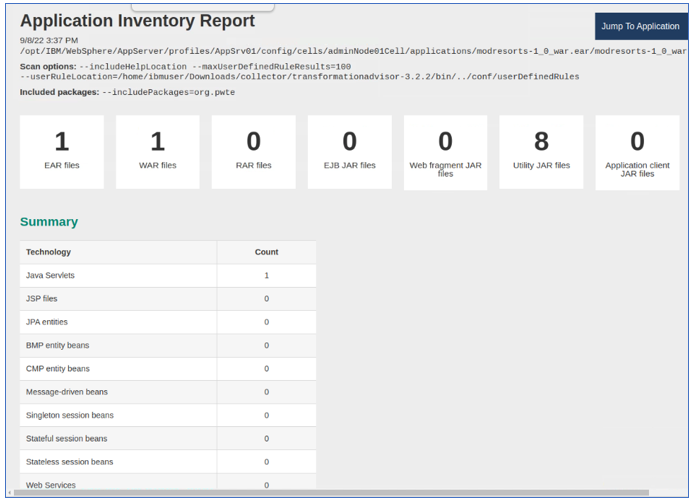 Application Inventory Report
Jump To Application
9/8/22 3:37 PM
/opt/IBM/WebSphere/AppServer/profiles/AppSrv01/config/cells/adminNode01Cell/applications/modresorts-1_0_war.ear/modresorts-1_0_war
Scan options: --includeHelpLocation --maxUserDefinedRuleResults=100
--userRuleLocation=/home/ibmuser/Downloads/collector/transformationadvisor-3.2.2/bin/../conf/userDefinedRules
Included packages: --includePackages=org.pwte
1
EAR files
1
WAR files
0
RAR files
0
EJB JAR files
0
Web fragment JAR
files
8
Utility JAR files
0
Application client
JAR files
Summary
Technology Count
Java Servlets 1
JSP files 0
JPA entities 0
BMP entity beans 0
CMP entity beans 0
Message-driven beans 0
Singleton session beans 0
Stateful session beans 0
Stateless session beans 0
Web Services 0